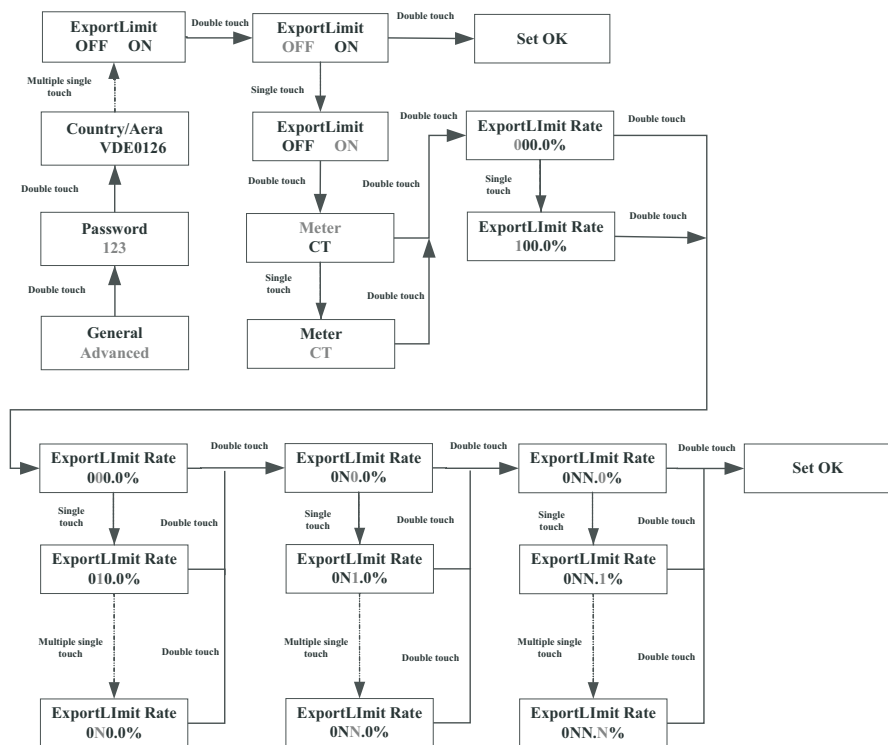 ExportLimit
OFF ON
Double touch
ExportLimit
OFF ON
Double touch
Set OK
Multiple single
touch
Single touch
Country/Aera
VDE0126
ExportLimit
OFF ON
Double touch
ExportLImit Rate
000.0%
Double touch
Double touch
Double touch
Double touch
Single
touch
Password
123
Meter
CT
ExportLImit Rate
100.0%
Double touch
Double touch
Single
touch
Double touch
General
Advanced
Meter
CT
ExportLImit Rate
000.0%
Double touch
ExportLImit Rate
0N0.0%
Double touch
ExportLImit Rate
0NN.0%
Double touch
Set OK
Single
touch
Double touch
Single
touch
Double touch
Single
touch
Double touch
ExportLImit Rate
010.0%
ExportLImit Rate
0N1.0%
ExportLImit Rate
0NN.1%
Multiple single
touch
Double touch
Multiple single
touch
Double touch
Multiple single
touch
Double touch
ExportLImit Rate
0N0.0%
ExportLImit Rate
0NN.0%
ExportLImit Rate
0NN.N%